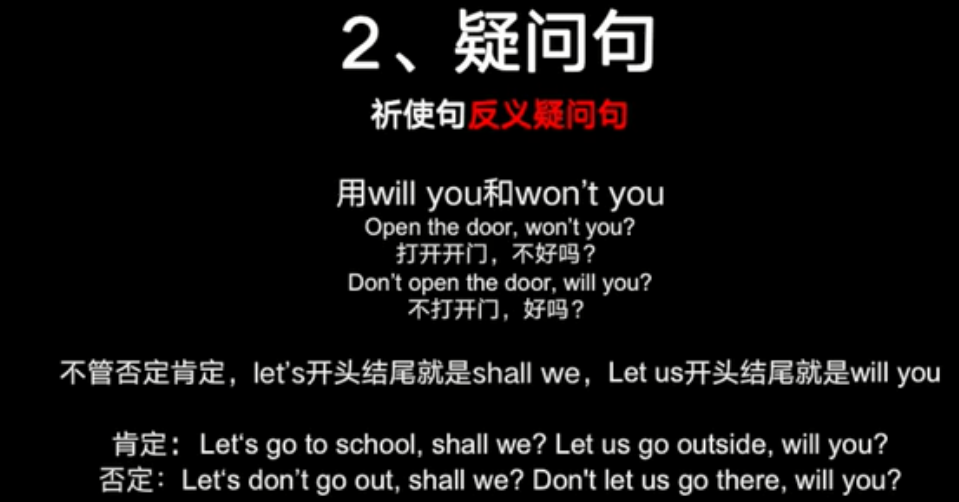 2、疑问句
祈使句反义疑问句
用will you和won't you
Open the door, won't you?
打开开门，不好吗？
Don't open the door, will you?
不打开门，好吗？
不管否定肯定，let's开头结尾就是shall we，Let us开头结尾就是will you
肯定：Let‘s go to school, shall we? Let us go outside, will you?
否定：Let‘s don’t go out, shall we? Don't let us go there, will you?